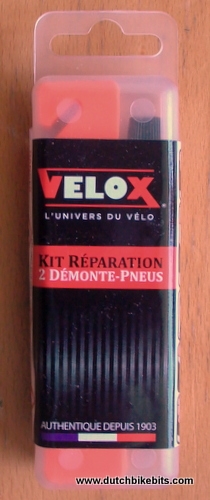 VELOX
L'UNIVERS DU VÉLO
KIT RÉPARATION
2 DÉMONTE-PNEUS
AUTHENTIQUE DEPUIS 1903
www.dutchbikebits.com